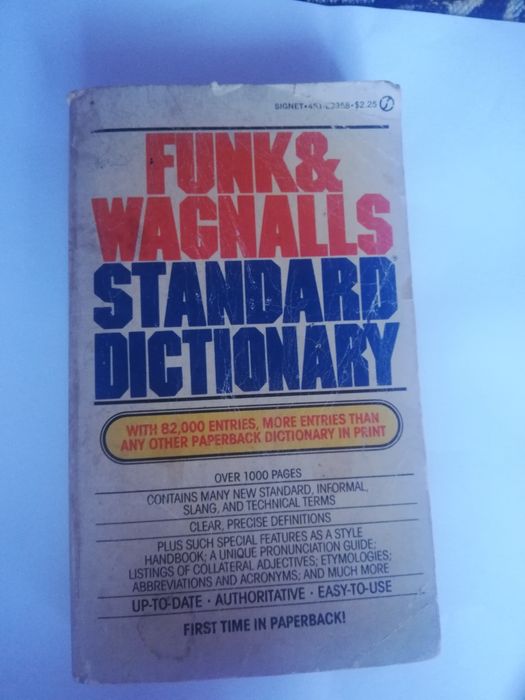 SIGNET • 451- • $2.25
FUNK &
WAGNALLS
STANDARD®
DICTIONARY
WITH 82,000 ENTRIES, MORE ENTRIES THAN
ANY OTHER PAPERBACK DICTIONARY IN PRINT
OVER 1000 PAGES
CONTAINS MANY NEW STANDARD, INFORMAL,
SLANG, AND TECHNICAL TERMS
CLEAR, PRECISE DEFINITIONS
PLUS SUCH SPECIAL FEATURES AS A STYLE
HANDBOOK; A UNIQUE PRONUNCIATION GUIDE;
LISTINGS OF COLLATERAL ADJECTIVES; ETYMOLOGIES;
ABBREVIATIONS AND ACRONYMS; AND MUCH MORE
UP-TO-DATE • AUTHORITATIVE • EASY-TO-USE
FIRST TIME IN PAPERBACK!